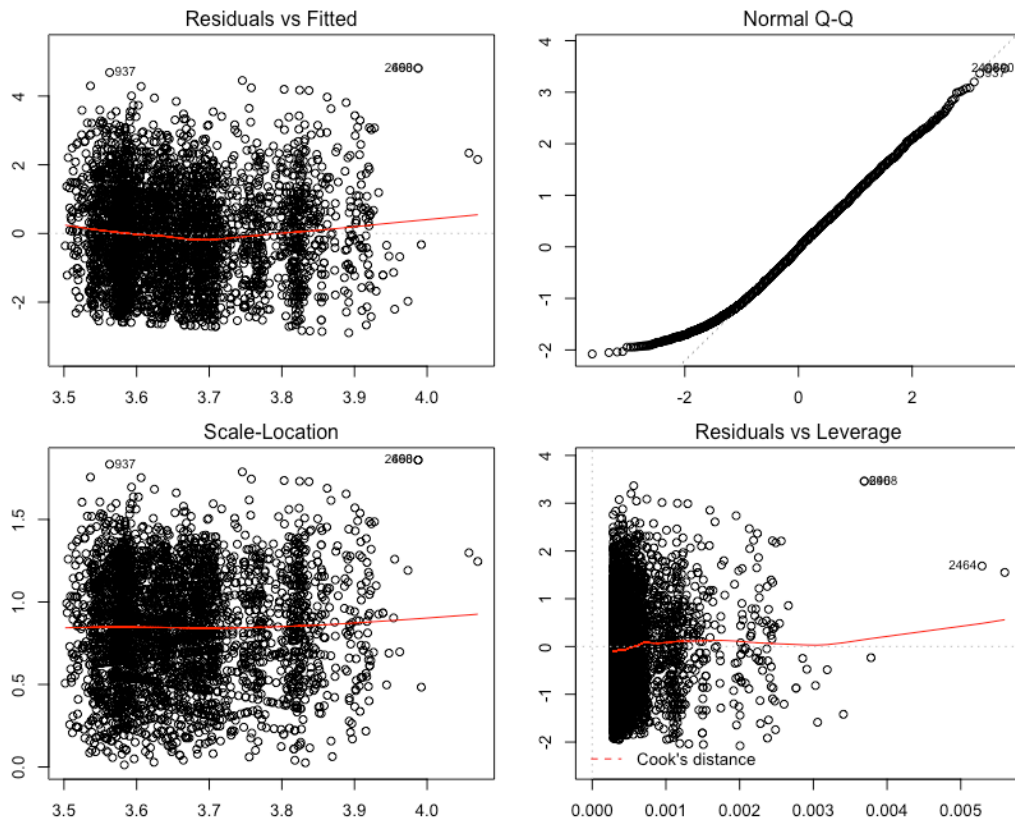 Residuals vs Fitted
937
4
2
0
-2
3.5 3.6 3.7 3.8 3.9 4.0
Normal Q-Q
937
4
3
2
1
0
-1
-2
-2 0 2
Scale-Location
937
1.5
1.0
0.5
0.0
3.5 3.6 3.7 3.8 3.9 4.0
Residuals vs Leverage
2464
4
3
2
1
0
-1
-2
Cook's distance
0.000 0.001 0.002 0.003 0.004 0.005